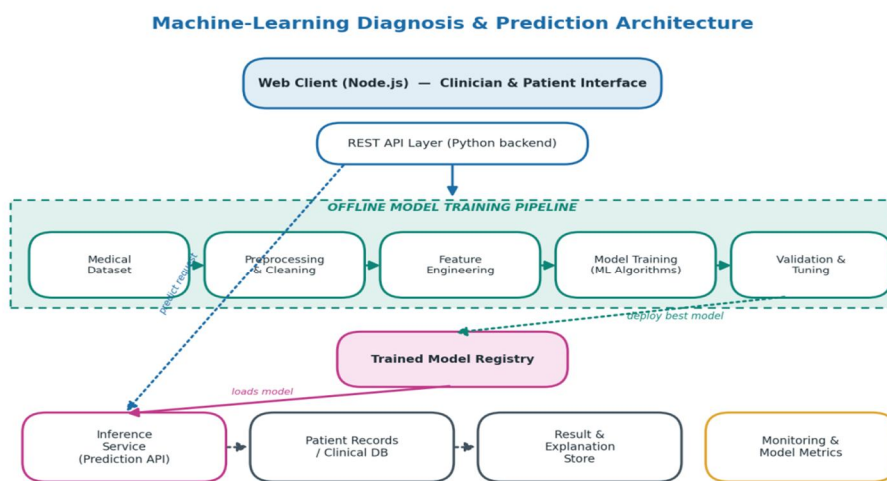 Machine-Learning Diagnosis & Prediction Architecture
Web Client (Node.js) — Clinician & Patient Interface
REST API Layer (Python backend)
OFFLINE MODEL TRAINING PIPELINE
Medical
Dataset
Preprocessing
& Cleaning
Feature
Engineering
Model Training
(ML Algorithms)
Validation &
Tuning
predict request
deploy best model
Trained Model Registry
loads model
Inference
Service
(Prediction API)
Patient Records
/ Clinical DB
Result &
Explanation
Store
Monitoring &
Model Metrics